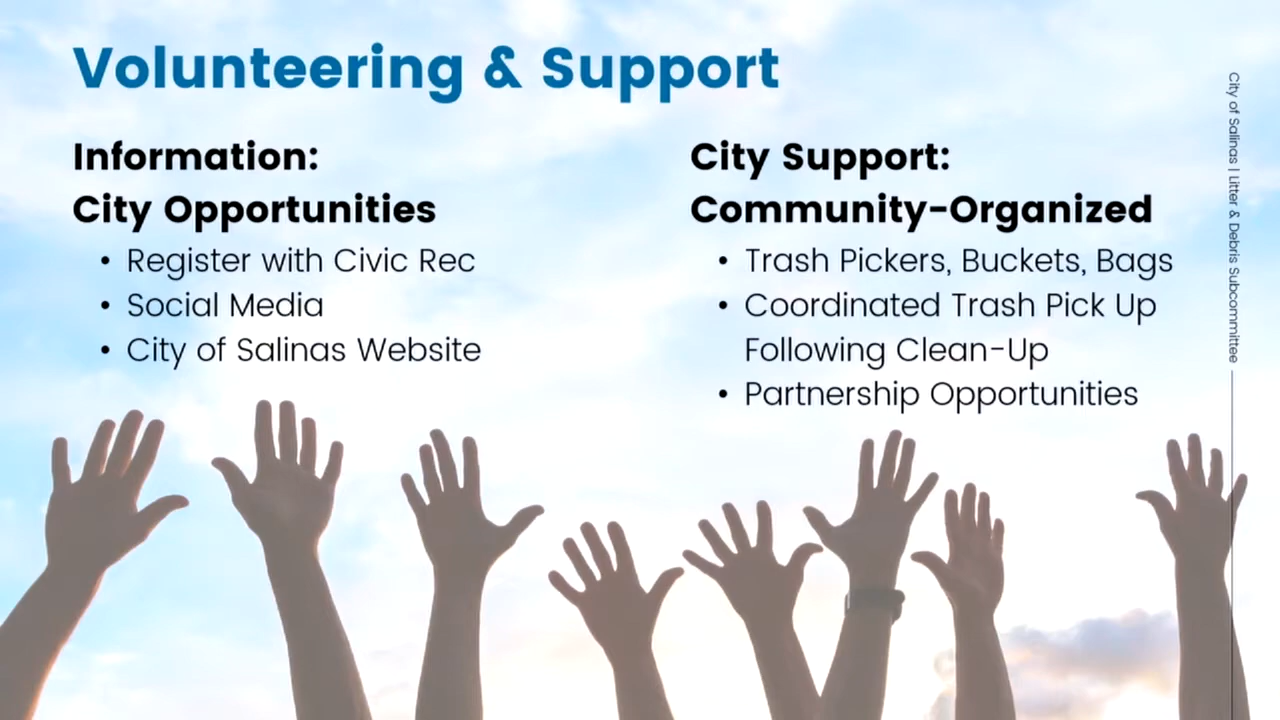 Volunteering & Support
Information:
City Opportunities
• Register with Civic Rec
• Social Media
• City of Salinas Website
City Support:
Community-Organized
• Trash Pickers, Buckets, Bags
• Coordinated Trash Pick Up
Following Clean-Up
• Partnership Opportunities
City of Salinas | Litter & Debris Subcommittee